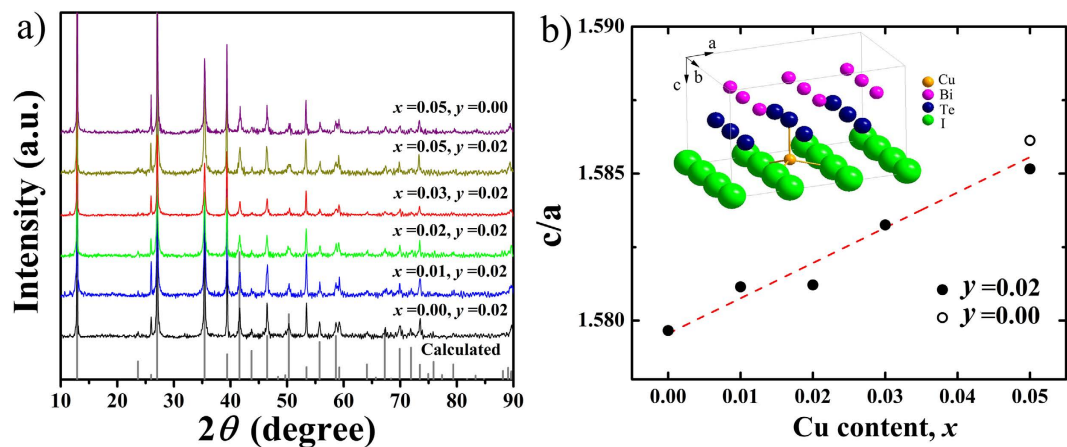 a)
Intensity (a.u.)
x=0.05, y=0.00
x=0.05, y=0.02
x=0.03, y=0.02
x=0.02, y=0.02
x=0.01, y=0.02
x=0.00, y=0.02
Calculated
10 20 30 40 50 60 70 80 90
2θ (degree)
b)
1.590
1.585
1.580
c/a
a
b
c
Cu
Bi
Te
I
y=0.02
y=0.00
0.00 0.01 0.02 0.03 0.04 0.05
Cu content, x